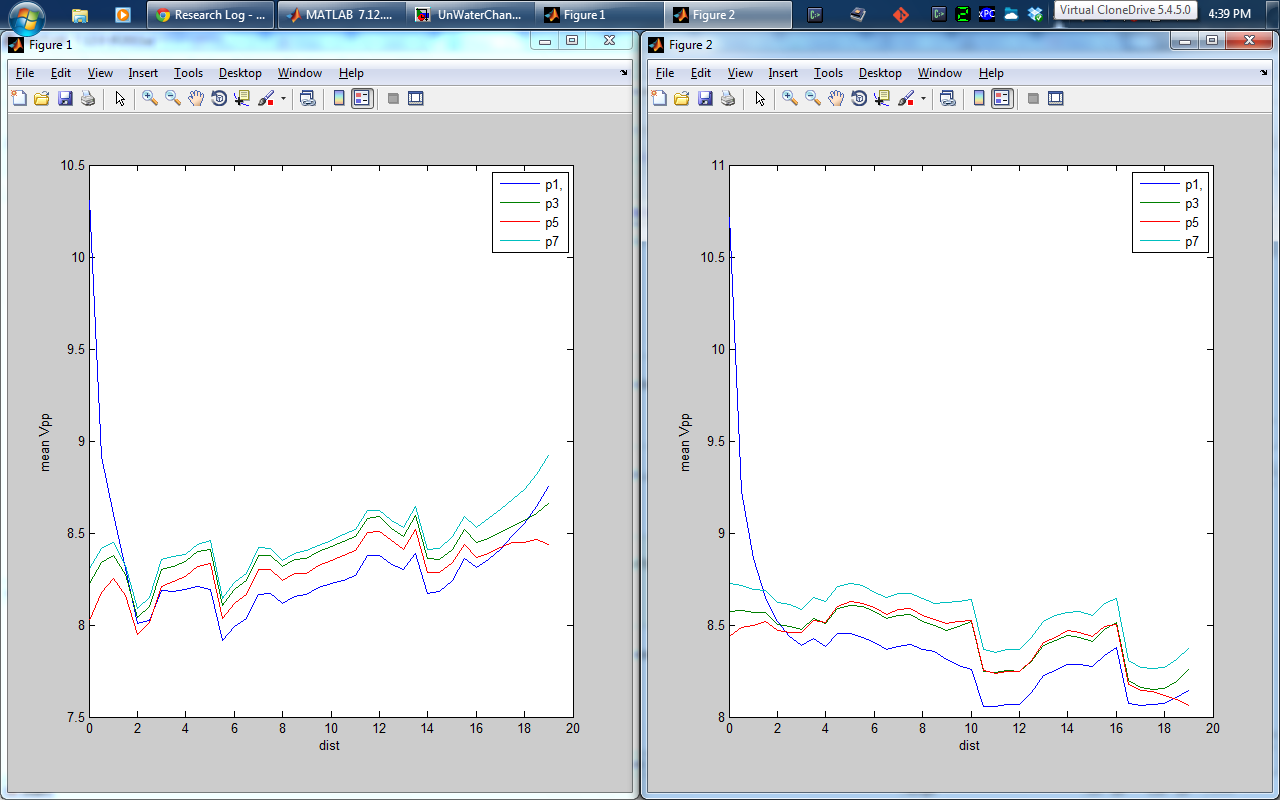 Research Log - ...
MATLAB 7.12....
UnWaterChan...
Figure 1
Figure 2
xPC
Virtual CloneDrive 5.4.5.0
4:39 PM
Figure 1
File Edit View Insert Tools Desktop Window Help
10.5
10
9.5
9
8.5
8
7.5
0 2 4 6 8 10 12 14 16 18 20
mean Vpp
dist
p1,
p3
p5
p7
Figure 2
File Edit View Insert Tools Desktop Window Help
11
10.5
10
9.5
9
8.5
8
0 2 4 6 8 10 12 14 16 18 20
mean Vpp
dist
p1,
p3
p5
p7